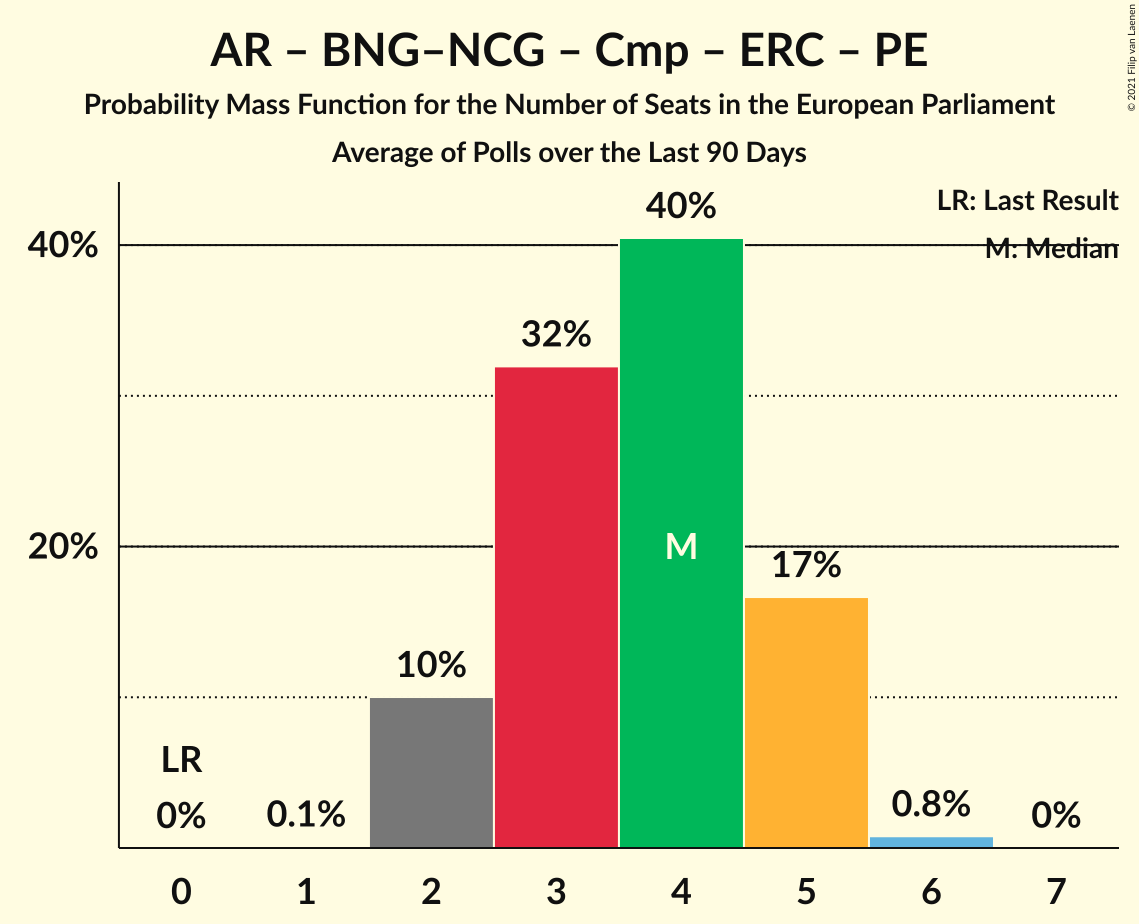 AR – BNG–NCG – Cmp – ERC – PE
Probability Mass Function for the Number of Seats in the European Parliament
Average of Polls over the Last 90 Days
© 2021 Filip van Laenen
LR: Last Result
M: Median
40%
20%
LR
0%
0.1%
10%
32%
40%
M
17%
0.8%
0%
0 1 2 3 4 5 6 7